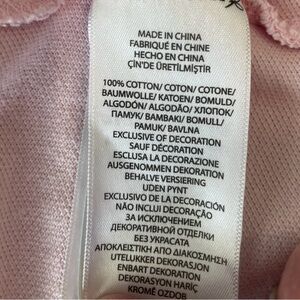 MADE IN CHINA
FABRIQUÉ EN CHINE
HECHO EN CHINA
ÇİN'DE ÜRETİLMİŞTİR
100% COTTON/ COTON/ COTONE/
BAUMWOLLE/ KATOEN/ BOMULD/
ALGODÓN/ ALGODÃO/ ХЛОПОК/
ПАМУК/ ΒΑΜΒΑΚΙ/ BOMULL/
PAMUK/ BAVLNA
EXCLUSIVE OF DECORATION
SAUF DÉCORATION
ESCLUSA LA DECORAZIONE
AUSGENOMMEN DEKORATION
BEHALVE VERSIERING
UDEN PYNT
EXCLUSIVO DE LA DECORACIÓN
NÃO INCLUI DECORAÇÃO
ЗА ИСКЛЮЧЕНИЕМ
ДЕКОРАТИВНОЙ ОТДЕЛКИ
БЕЗ УКРАСАТА
ΑΠΟΚΛΕΙΣΤΙΚΗ ΑΠΟ ΔΙΑΚΟΣΜΗΣΗ
UTELUKKER DEKORASJON
ENBART DEKORATION
DEKORASYON HARİÇ
KROMĚ OZDOB